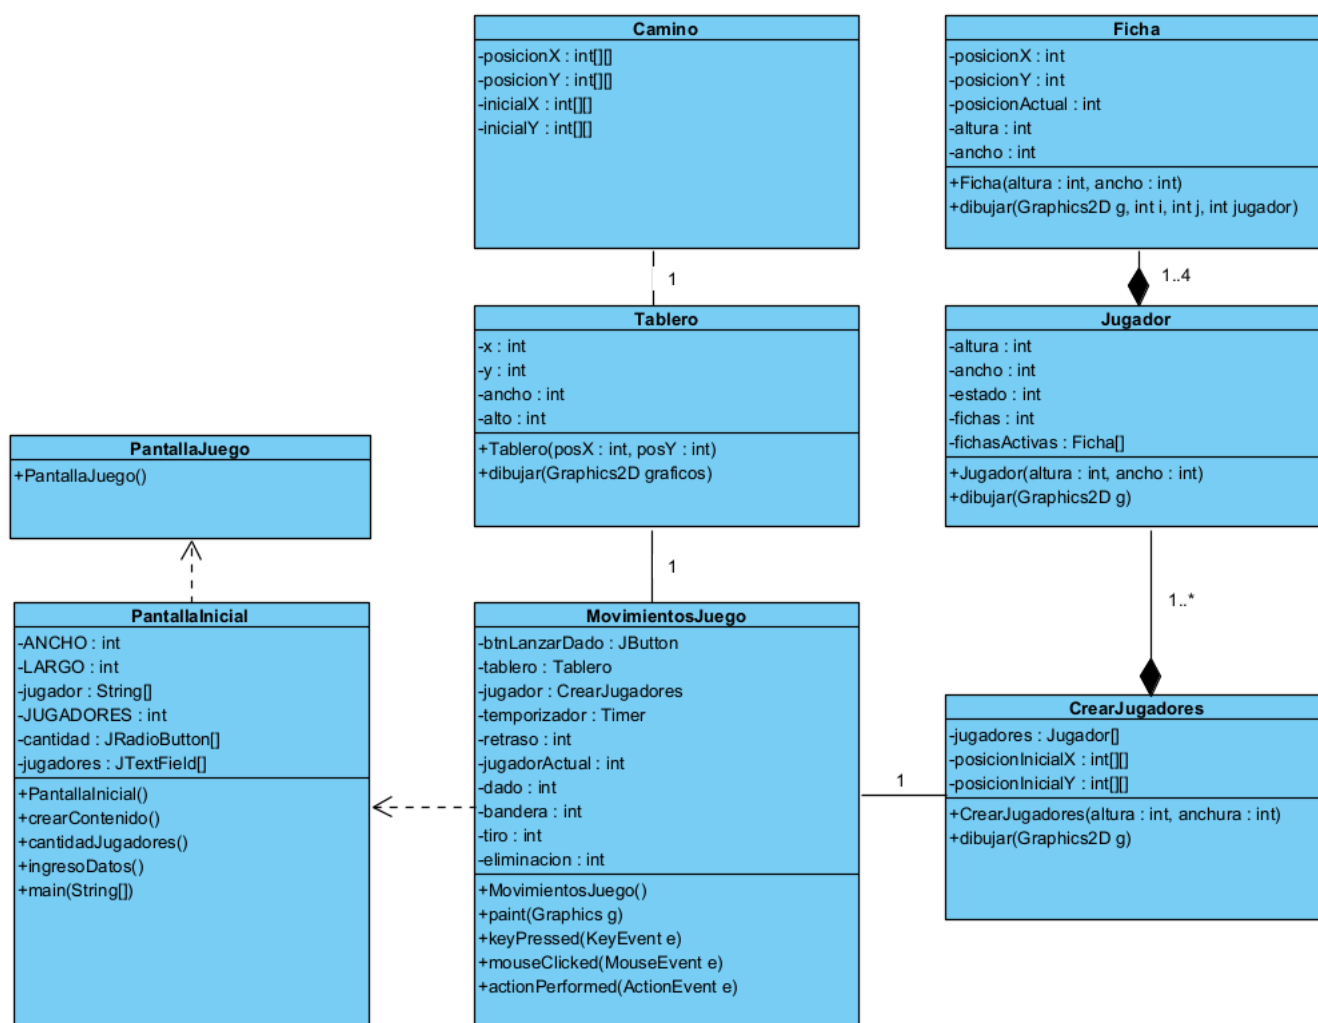 Camino
-posicionX : int[][]
-posicionY : int[][]
-inicialX : int[][]
-inicialY : int[][]
Ficha
-posicionX : int
-posicionY : int
-posicionActual : int
-altura : int
-ancho : int
+Ficha(altura : int, ancho : int)
+dibujar(Graphics2D g, int i, int j, int jugador)
1
1..4
Tablero
-x : int
-y : int
-ancho : int
-alto : int
+Tablero(posX : int, posY : int)
+dibujar(Graphics2D graficos)
Jugador
-altura : int
-ancho : int
-estado : int
-fichas : int
-fichasActivas : Ficha[]
+Jugador(altura : int, ancho : int)
+dibujar(Graphics2D g)
PantallaJuego
+PantallaJuego()
1
1..*
PantallaInicial
-ANCHO : int
-LARGO : int
-jugador : String[]
-JUGADORES : int
-cantidad : JRadioButton[]
-jugadores : JTextField[]
+PantallaInicial()
+crearContenido()
+cantidadJugadores()
+ingresoDatos()
+main(String[])
MovimientosJuego
-btnLanzarDado : JButton
-tablero : Tablero
-jugador : CrearJugadores
-temporizador : Timer
-retraso : int
-jugadorActual : int
-dado : int
-bandera : int
-tiro : int
-eliminacion : int
+MovimientosJuego()
+paint(Graphics g)
+keyPressed(KeyEvent e)
+mouseClicked(MouseEvent e)
+actionPerformed(ActionEvent e)
1
CrearJugadores
-jugadores : Jugador[]
-posicionInicialX : int[][]
-posicionInicialY : int[][]
+CrearJugadores(altura : int, anchura : int)
+dibujar(Graphics2D g)